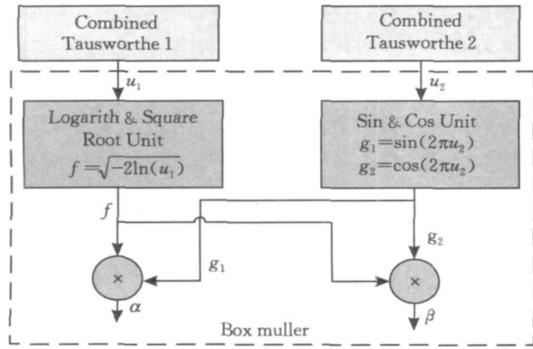 Combined
Tausworthe 1
Combined
Tausworthe 2
u₁
u₂
Logarith & Square
Root Unit
f=√-2ln(u₁)
Sin & Cos Unit
g₁=sin(2πu₂)
g₂=cos(2πu₂)
f
g₁
g₂
×
×
α
β
Box muller